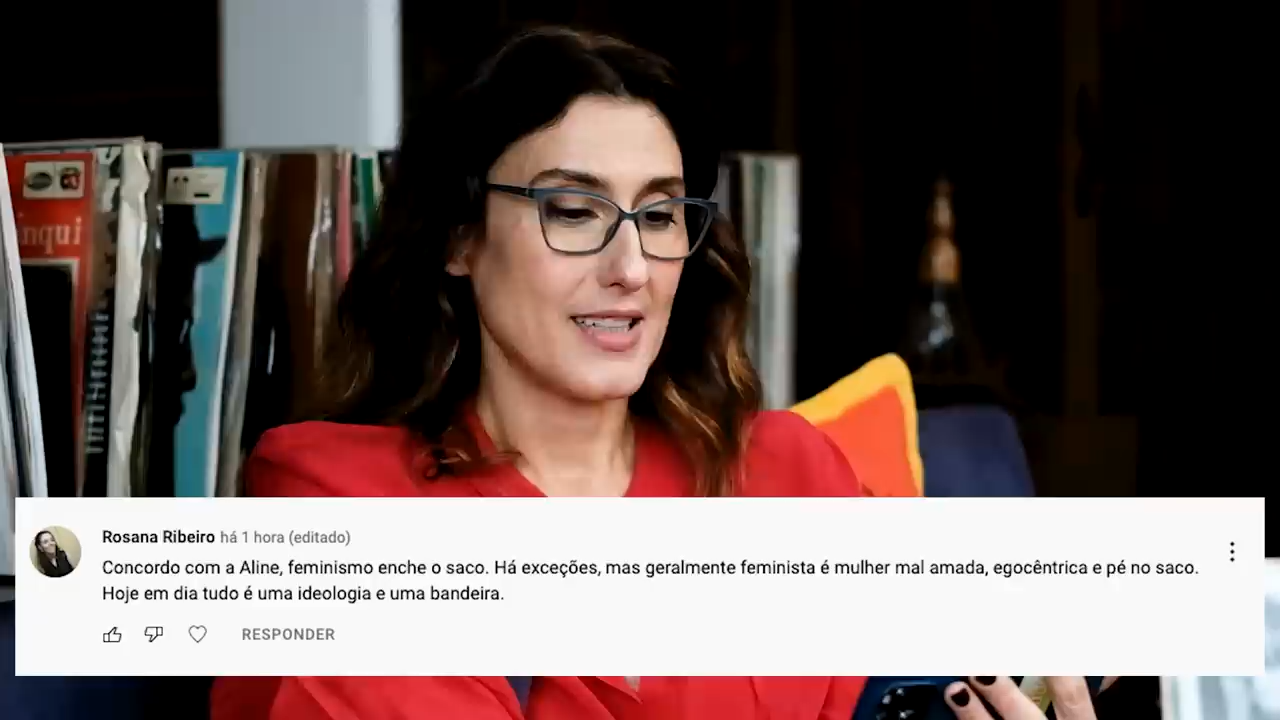 nqui
Rosana Ribeiro há 1 hora (editado)
Concordo com a Aline, feminismo enche o saco. Há exceções, mas geralmente feminista é mulher mal amada, egocêntrica e pé no saco.
Hoje em dia tudo é uma ideologia e uma bandeira.
RESPONDER